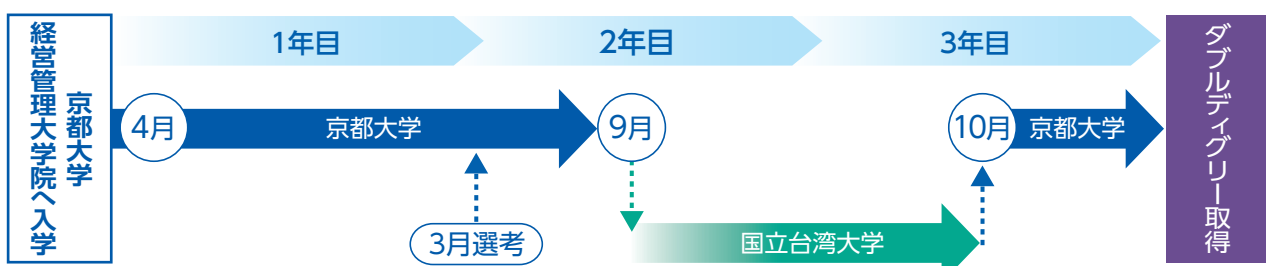 京都大学
経営管理大学院へ入学
1年目
2年目
3年目
4月
京都大学
9月
10月
京都大学
3月選考
国立台湾大学
ダブルディグリー取得